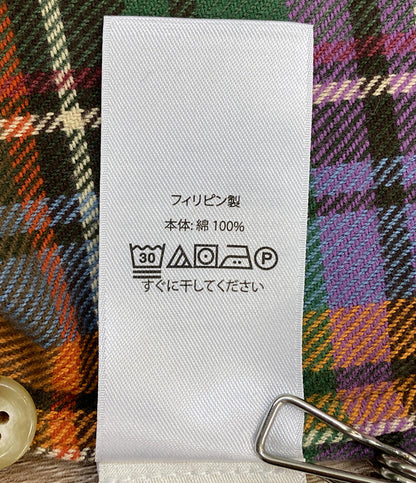 フィリピン製
本体: 綿 100%
30 P
すぐに干してください